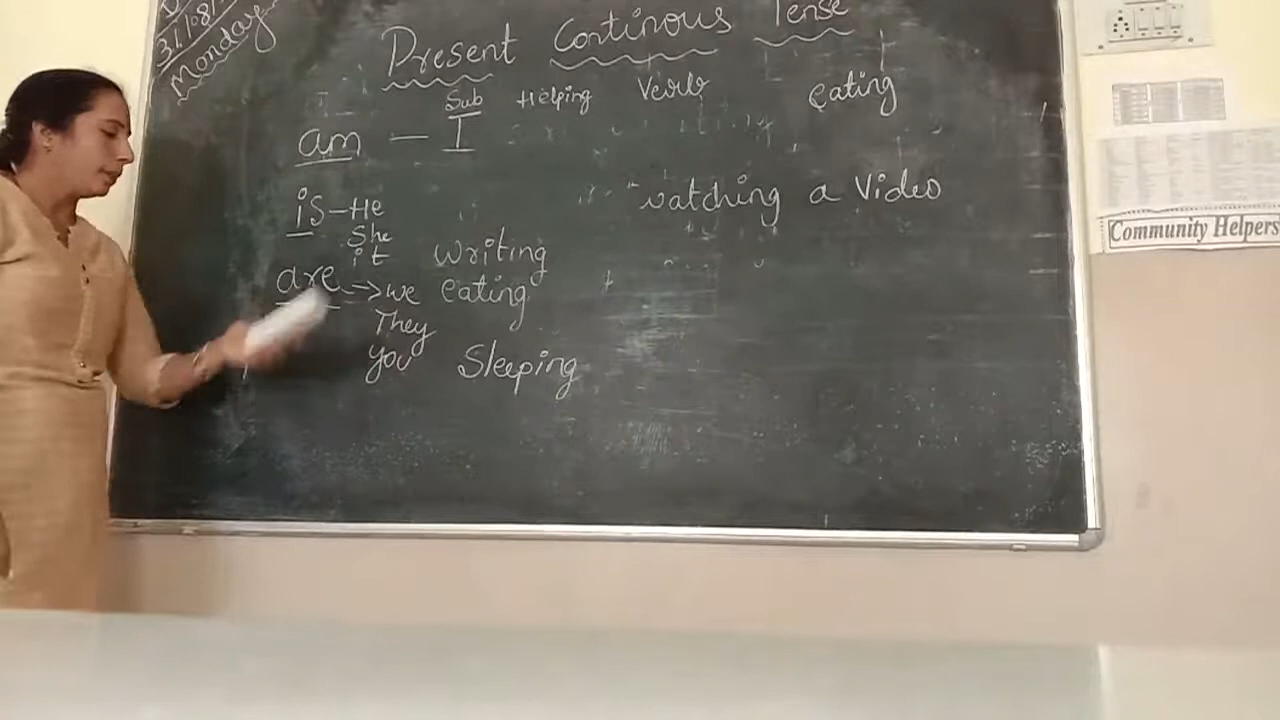 31/08/
Monday
Present Continous Tense
Sub Helping Verb eating
am — I
is - He watching a Video
She
it writing
are -> we eating
They
You Sleeping
Community Helpers